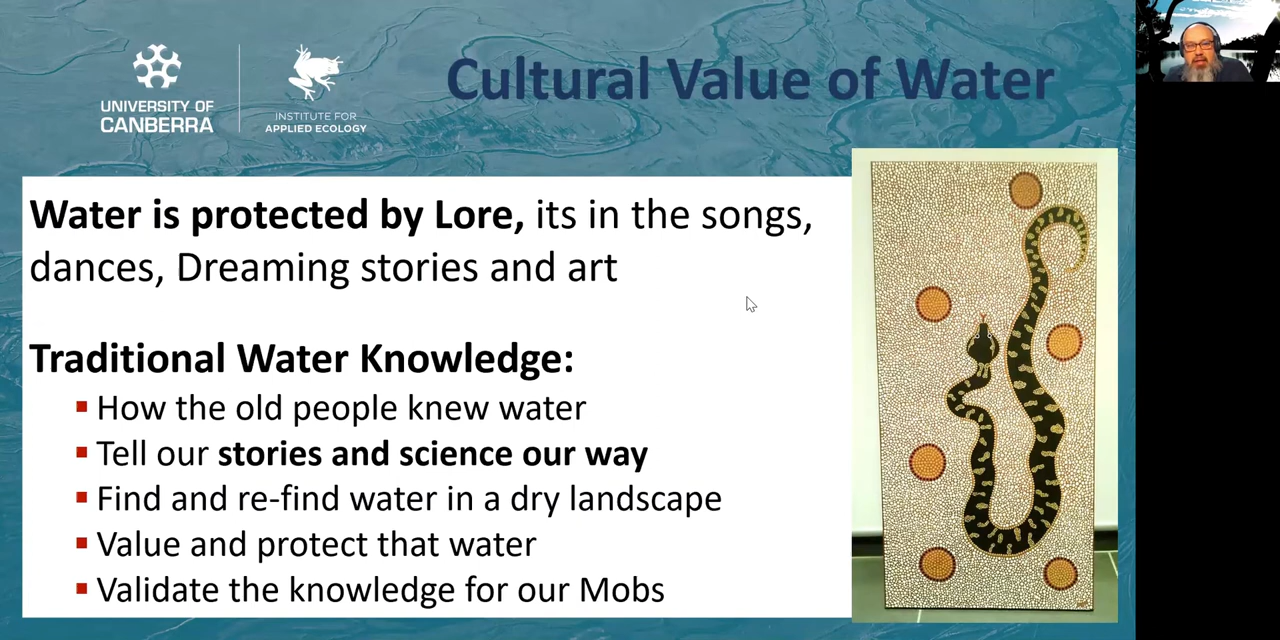 UNIVERSITY OF
CANBERRA
INSTITUTE FOR
APPLIED ECOLOGY
Cultural Value of Water
Water is protected by Lore, its in the songs,
dances, Dreaming stories and art
Traditional Water Knowledge:
How the old people knew water
Tell our stories and science our way
Find and re-find water in a dry landscape
Value and protect that water
Validate the knowledge for our Mobs